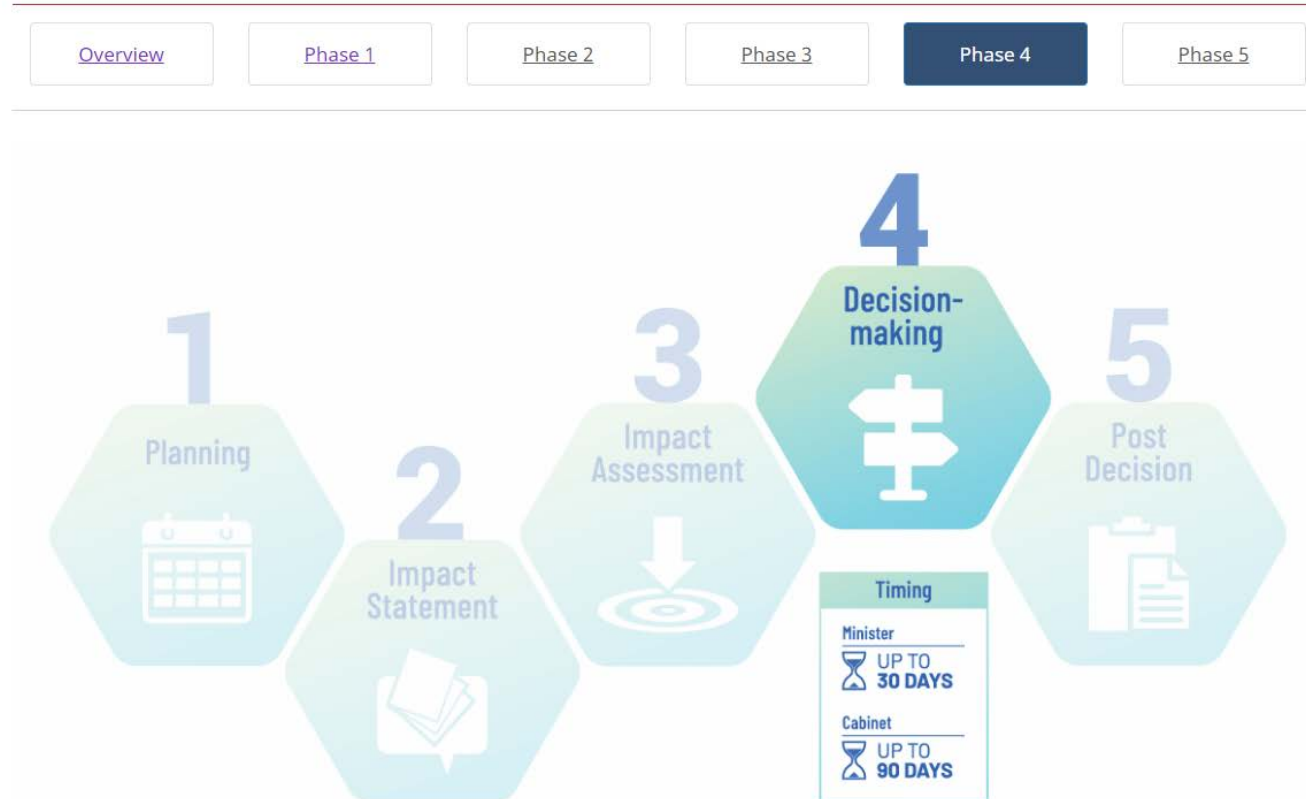 Overview
Phase 1
Phase 2
Phase 3
Phase 4
Phase 5
1
Planning
2
Impact
Statement
3
Impact
Assessment
4
Decision-
making
5
Post
Decision
Timing
Minister
UP TO
30 DAYS
Cabinet
UP TO
90 DAYS